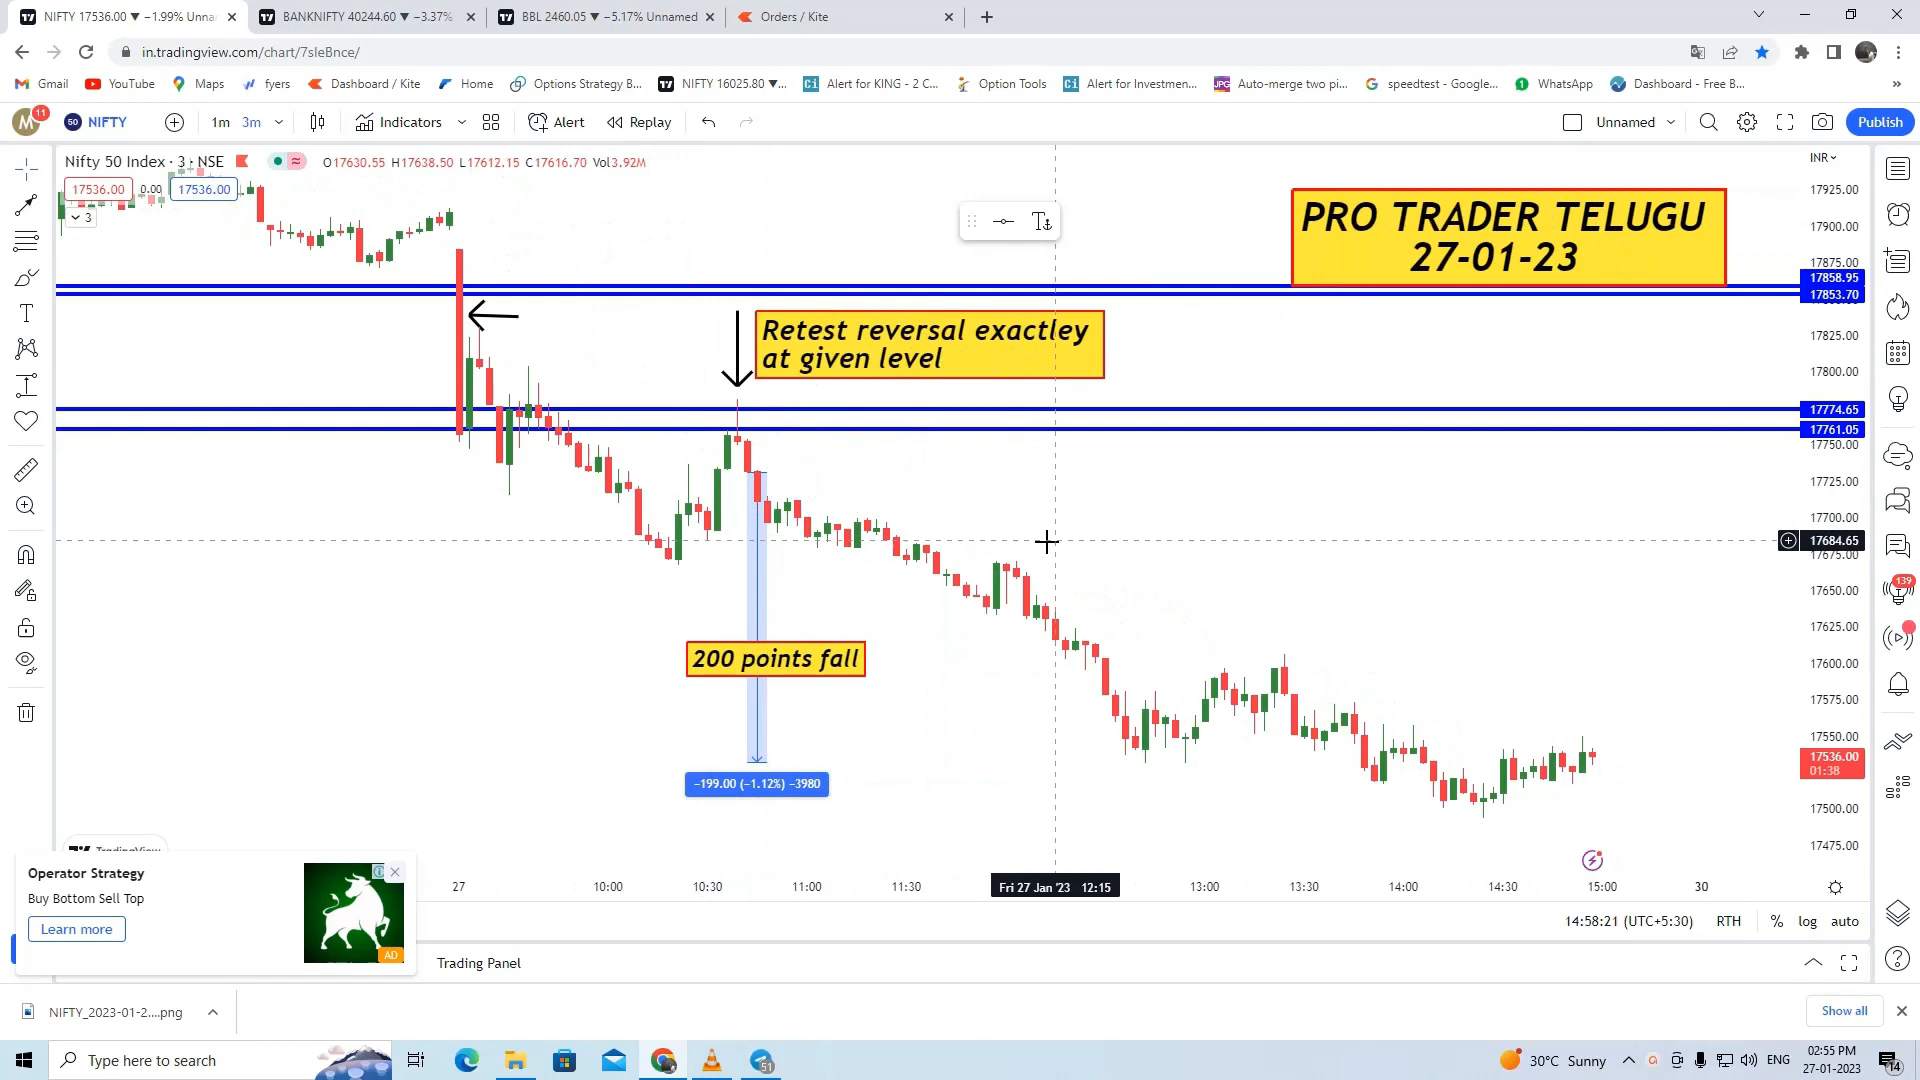 NIFTY 17536.00 ▼ −1.99% Unna
BANKNIFTY 40244.60 ▼ −3.37%
BBL 2460.05 ▼ −5.17% Unnamed
Orders / Kite
in.tradingview.com/chart/7sleBnce/
Gmail
YouTube
Maps
fyers
Dashboard / Kite
Home
Options Strategy B...
NIFTY 16025.80 ▼...
Alert for KING - 2 C...
Option Tools
Alert for Investmen...
Auto-merge two pi...
speedtest - Google...
WhatsApp
Dashboard - Free B...
M 11
50 NIFTY
1m 3m
Indicators
Alert
Replay
Unnamed
Publish
Nifty 50 Index · 3 · NSE
O17630.55 H17638.50 L17612.15 C17616.70 Vol3.92M
INR
17536.00 0.00 17536.00
3
PRO TRADER TELUGU
27-01-23
Retest reversal exactley
at given level
200 points fall
−199.00 (−1.12%) −3980
17925.00
17900.00
17875.00
17858.95
17853.70
17825.00
17800.00
17774.65
17761.05
17750.00
17725.00
17700.00
17684.65
17675.00
17650.00
17625.00
17600.00
17575.00
17550.00
17536.00
01:38
17500.00
17475.00
139
TradingView
Operator Strategy
Buy Bottom Sell Top
Learn more
AD
27
10:00
10:30
11:00
11:30
Fri 27 Jan '23 12:15
13:00
13:30
14:00
14:30
15:00
30
14:58:21 (UTC+5:30)
RTH
%
log
auto
Trading Panel
NIFTY_2023-01-2....png
Show all
Type here to search
51
30°C Sunny
ENG
02:55 PM
27-01-2023
14